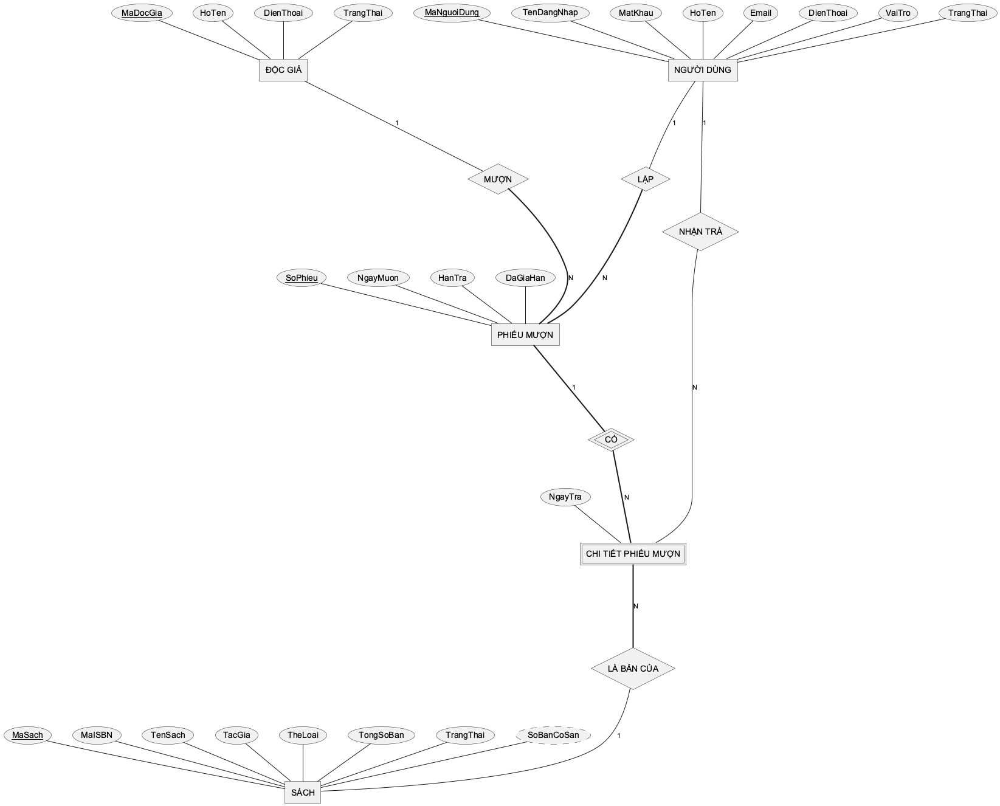 MaDocGia
HoTen
DienThoai
TrangThai
MaNguoiDung
TenDangNhap
MatKhau
HoTen
Email
DienThoai
VaiTro
TrangThai
ĐỘC GIẢ
NGƯỜI DÙNG
1
1
1
MƯỢN
LẬP
NHẬN TRẢ
SoPhieu
NgayMuon
HanTra
DaGiaHan
N
N
PHIẾU MƯỢN
1
N
CÓ
NgayTra
N
CHI TIẾT PHIẾU MƯỢN
N
LÀ BẢN CỦA
MaSach
MaISBN
TenSach
TacGia
TheLoai
TongSoBan
TrangThai
SoBanCoSan
1
SÁCH